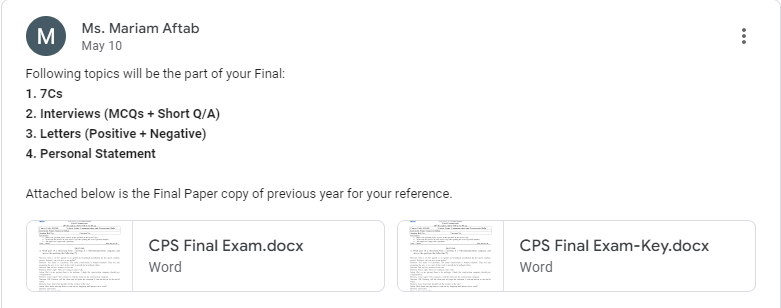 M
Ms. Mariam Aftab
May 10
Following topics will be the part of your Final:
1. 7Cs
2. Interviews (MCQs + Short Q/A)
3. Letters (Positive + Negative)
4. Personal Statement
Attached below is the Final Paper copy of previous year for your reference.
CPS Final Exam.docx
Word
CPS Final Exam-Key.docx
Word